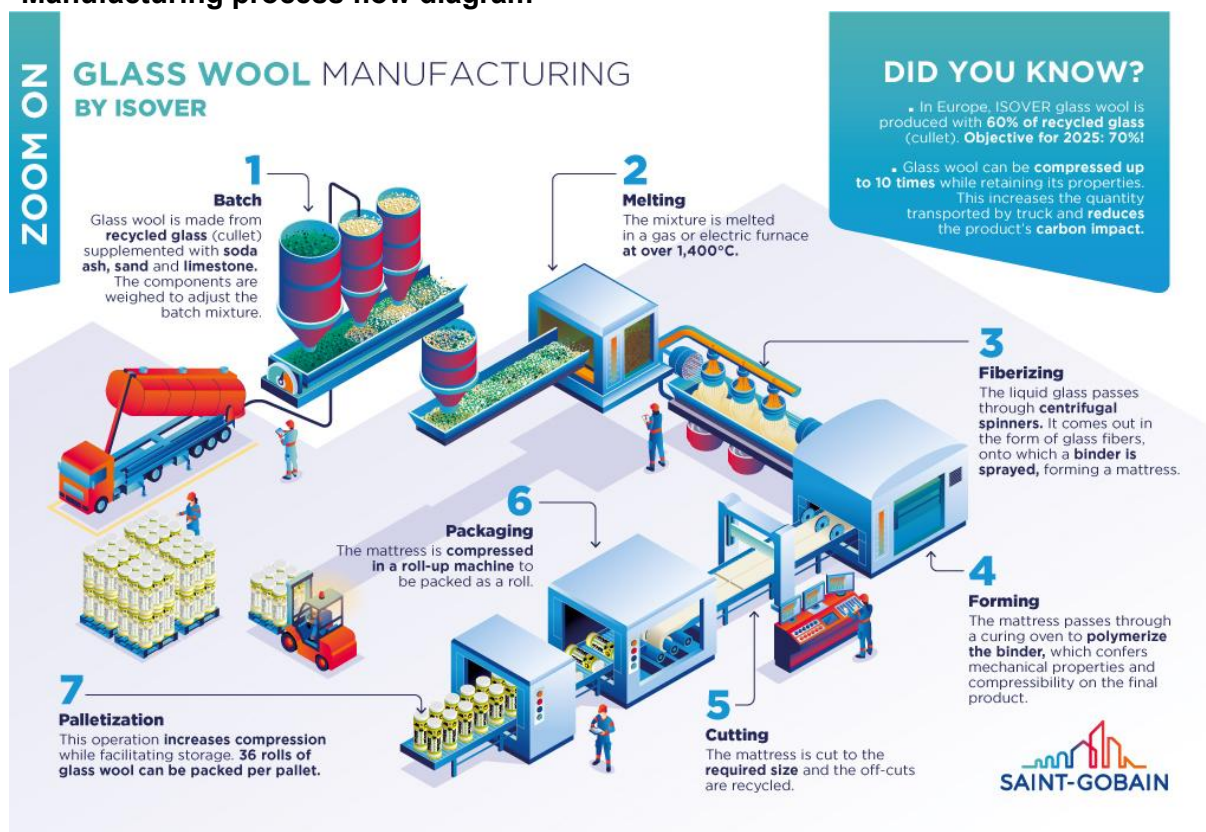 Manufacturing process flow diagram
ZOOM ON
GLASS WOOL MANUFACTURING
BY ISOVER
DID YOU KNOW?
▪ In Europe, ISOVER glass wool is
produced with 60% of recycled glass
(cullet). Objective for 2025: 70%!
▪ Glass wool can be compressed up
to 10 times while retaining its properties.
This increases the quantity
transported by truck and reduces
the product's carbon impact.
1
Batch
Glass wool is made from
recycled glass (cullet)
supplemented with soda
ash, sand and limestone.
The components are
weighed to adjust the
batch mixture.
2
Melting
The mixture is melted
in a gas or electric furnace
at over 1,400°C.
3
Fiberizing
The liquid glass passes
through centrifugal
spinners. It comes out in
the form of glass fibers,
onto which a binder is
sprayed, forming a mattress.
4
Forming
The mattress passes through
a curing oven to polymerize
the binder, which confers
mechanical properties and
compressibility on the final
product.
5
Cutting
The mattress is cut to the
required size and the off-cuts
are recycled.
6
Packaging
The mattress is compressed
in a roll-up machine to
be packed as a roll.
7
Palletization
This operation increases compression
while facilitating storage. 36 rolls of
glass wool can be packed per pallet.
SAINT-GOBAIN